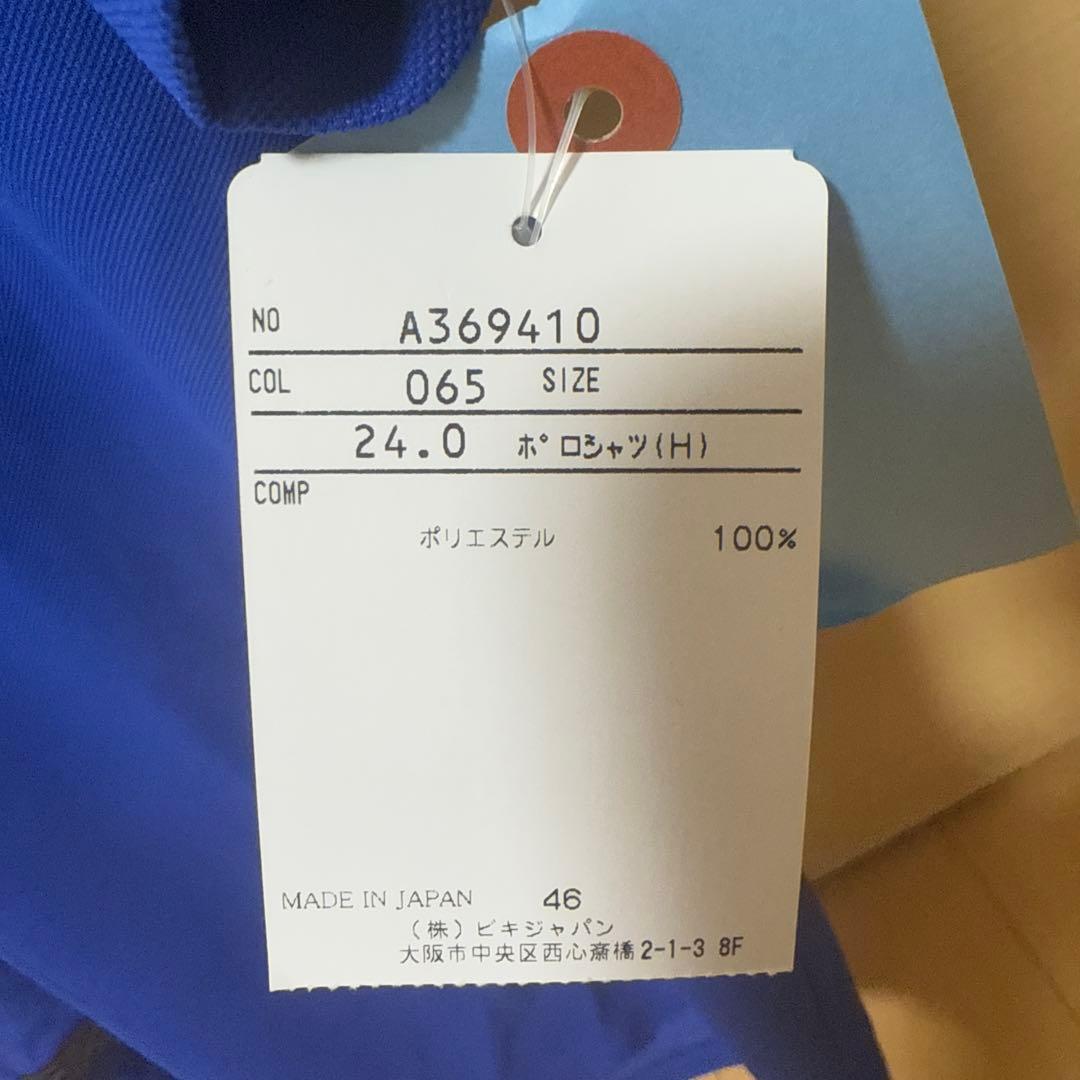 NO A369410
COL 065 SIZE
24.0 ポロシャツ(H)
COMP
ポリエステル 100%
MADE IN JAPAN 46
(株)ビキジャパン
大阪市中央区西心斎橋2-1-3 8F